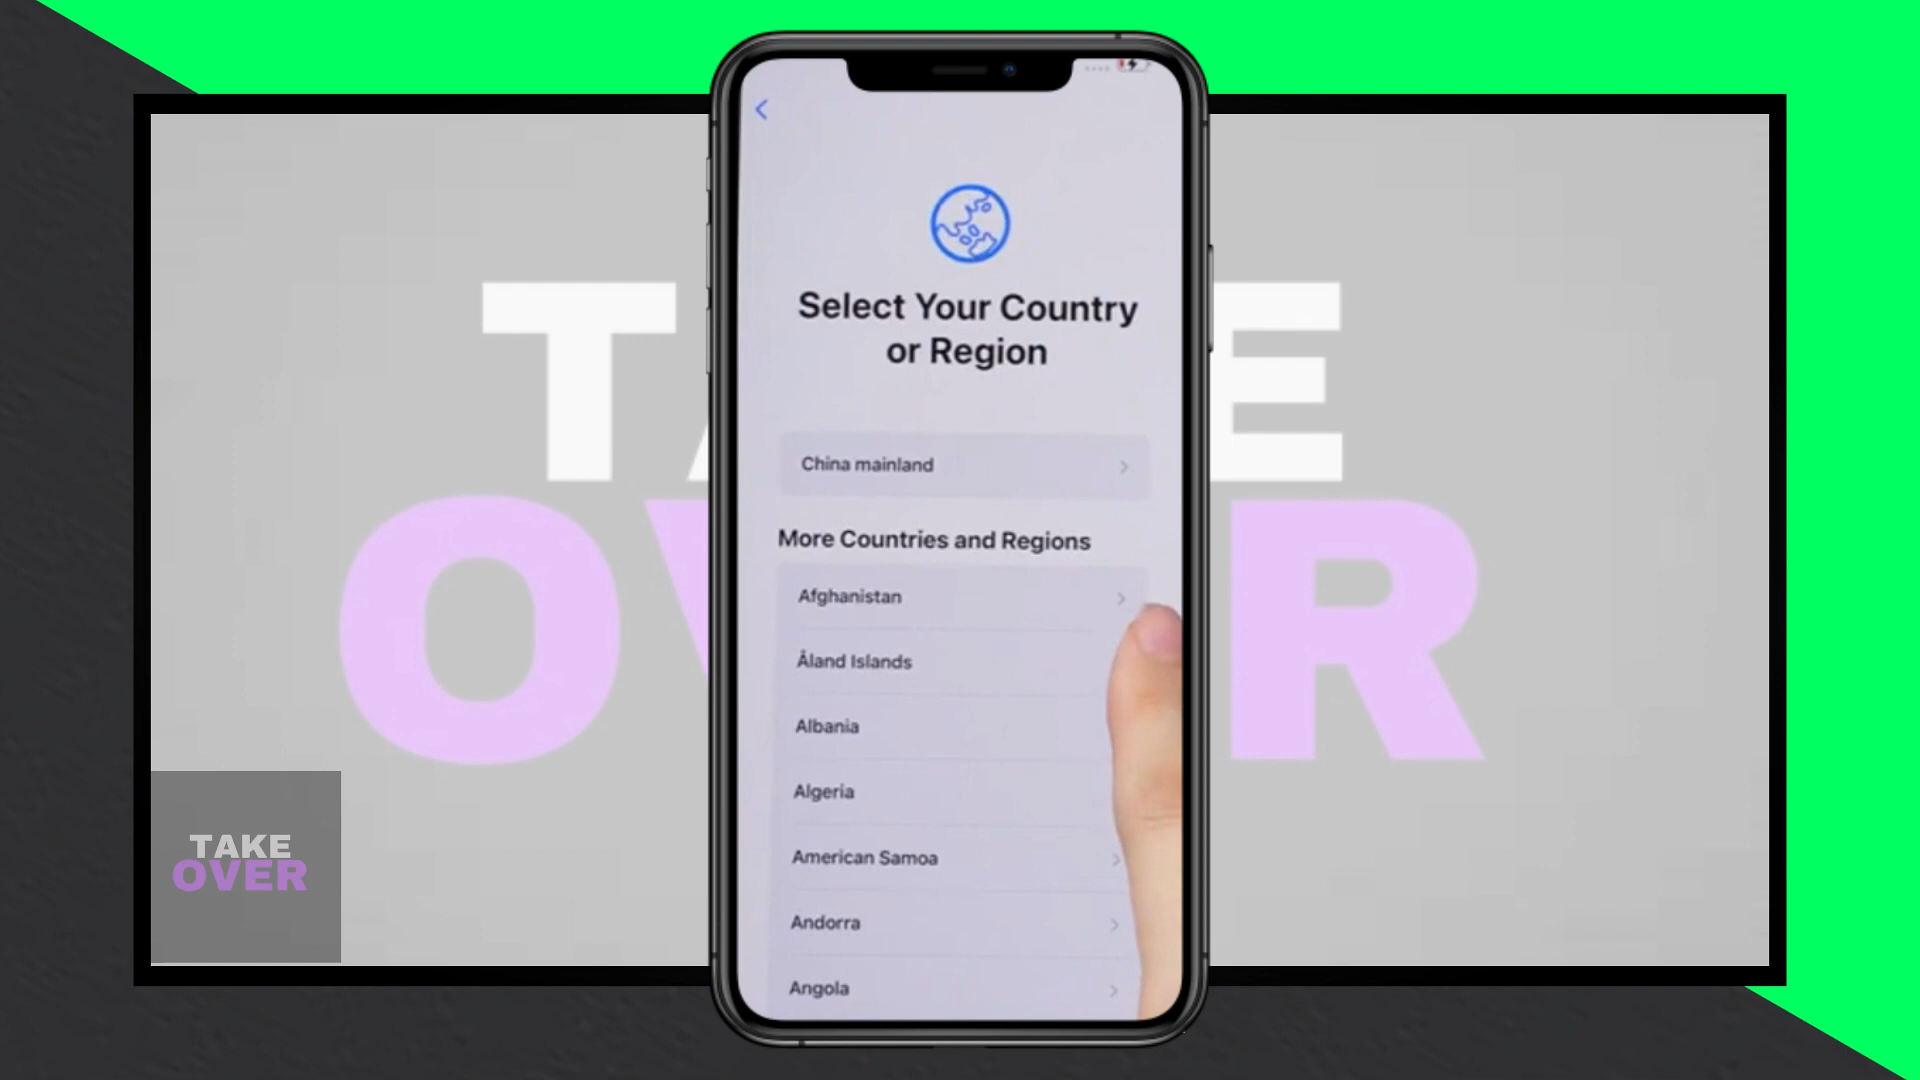 Select Your Country
or Region
China mainland
More Countries and Regions
Afghanistan
Åland Islands
Albania
Algeria
American Samoa
Andorra
Angola
TAKE
OVER